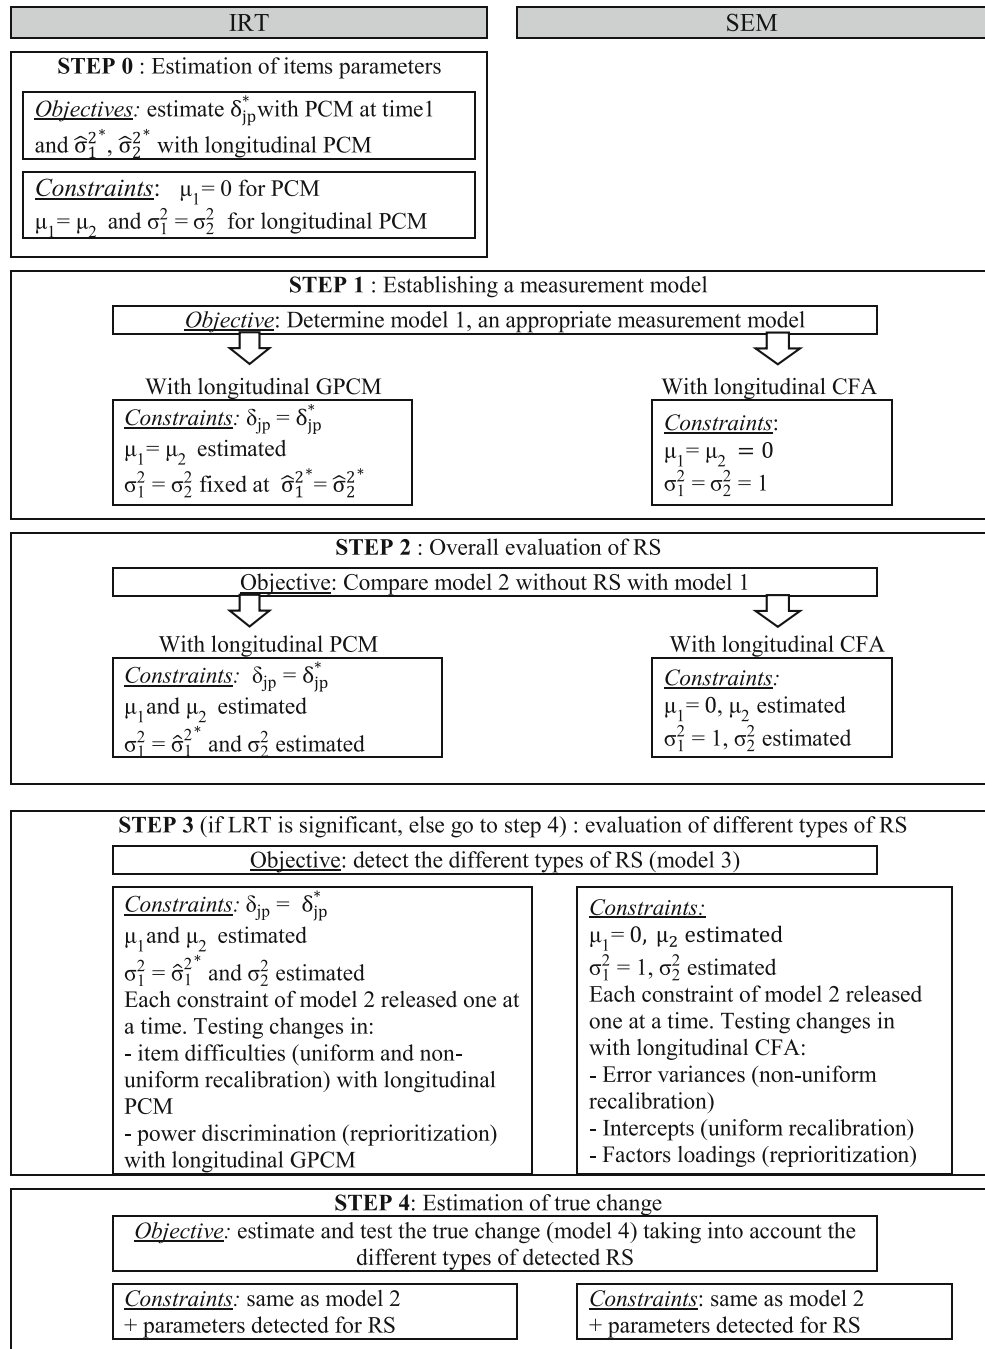 IRT
SEM
STEP 0 : Estimation of items parameters
Objectives: estimate δ*jp with PCM at time1
and σ̂₁²*, σ̂₂²* with longitudinal PCM
Constraints: μ₁= 0 for PCM
μ₁= μ₂ and σ₁² = σ₂² for longitudinal PCM
STEP 1 : Establishing a measurement model
Objective: Determine model 1, an appropriate measurement model
With longitudinal GPCM
Constraints: δjp = δ*jp
μ₁= μ₂ estimated
σ₁² = σ₂² fixed at σ̂₁²* = σ̂₂²*
With longitudinal CFA
Constraints:
μ₁= μ₂ = 0
σ₁² = σ₂² = 1
STEP 2 : Overall evaluation of RS
Objective: Compare model 2 without RS with model 1
With longitudinal PCM
Constraints: δjp = δ*jp
μ₁ and μ₂ estimated
σ₁² = σ̂₁²* and σ₂² estimated
With longitudinal CFA
Constraints:
μ₁= 0, μ₂ estimated
σ₁² = 1, σ₂² estimated
STEP 3 (if LRT is significant, else go to step 4) : evaluation of different types of RS
Objective: detect the different types of RS (model 3)
Constraints: δjp = δ*jp
μ₁ and μ₂ estimated
σ₁² = σ̂₁²* and σ₂² estimated
Each constraint of model 2 released one at
a time. Testing changes in:
- item difficulties (uniform and non-
uniform recalibration) with longitudinal
PCM
- power discrimination (reprioritization)
with longitudinal GPCM
Constraints:
μ₁= 0, μ₂ estimated
σ₁² = 1, σ₂² estimated
Each constraint of model 2 released
one at a time. Testing changes in
with longitudinal CFA:
- Error variances (non-uniform
recalibration)
- Intercepts (uniform recalibration)
- Factors loadings (reprioritization)
STEP 4: Estimation of true change
Objective: estimate and test the true change (model 4) taking into account the
different types of detected RS
Constraints: same as model 2
+ parameters detected for RS
Constraints: same as model 2
+ parameters detected for RS